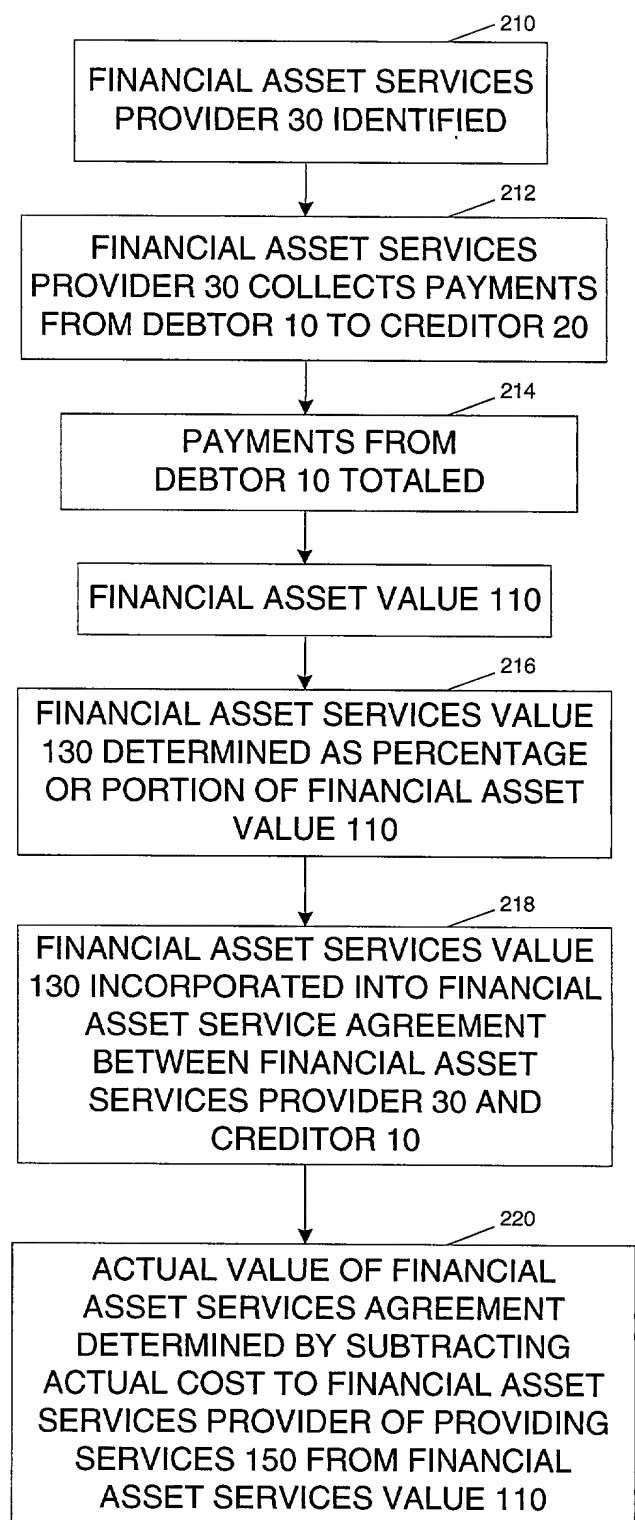 210
FINANCIAL ASSET SERVICES
PROVIDER 30 IDENTIFIED
212
FINANCIAL ASSET SERVICES
PROVIDER 30 COLLECTS PAYMENTS
FROM DEBTOR 10 TO CREDITOR 20
214
PAYMENTS FROM
DEBTOR 10 TOTALED
FINANCIAL ASSET VALUE 110
216
FINANCIAL ASSET SERVICES VALUE
130 DETERMINED AS PERCENTAGE
OR PORTION OF FINANCIAL ASSET
VALUE 110
218
FINANCIAL ASSET SERVICES VALUE
130 INCORPORATED INTO FINANCIAL
ASSET SERVICE AGREEMENT
BETWEEN FINANCIAL ASSET
SERVICES PROVIDER 30 AND
CREDITOR 10
220
ACTUAL VALUE OF FINANCIAL
ASSET SERVICES AGREEMENT
DETERMINED BY SUBTRACTING
ACTUAL COST TO FINANCIAL ASSET
SERVICES PROVIDER OF PROVIDING
SERVICES 150 FROM FINANCIAL
ASSET SERVICES VALUE 110